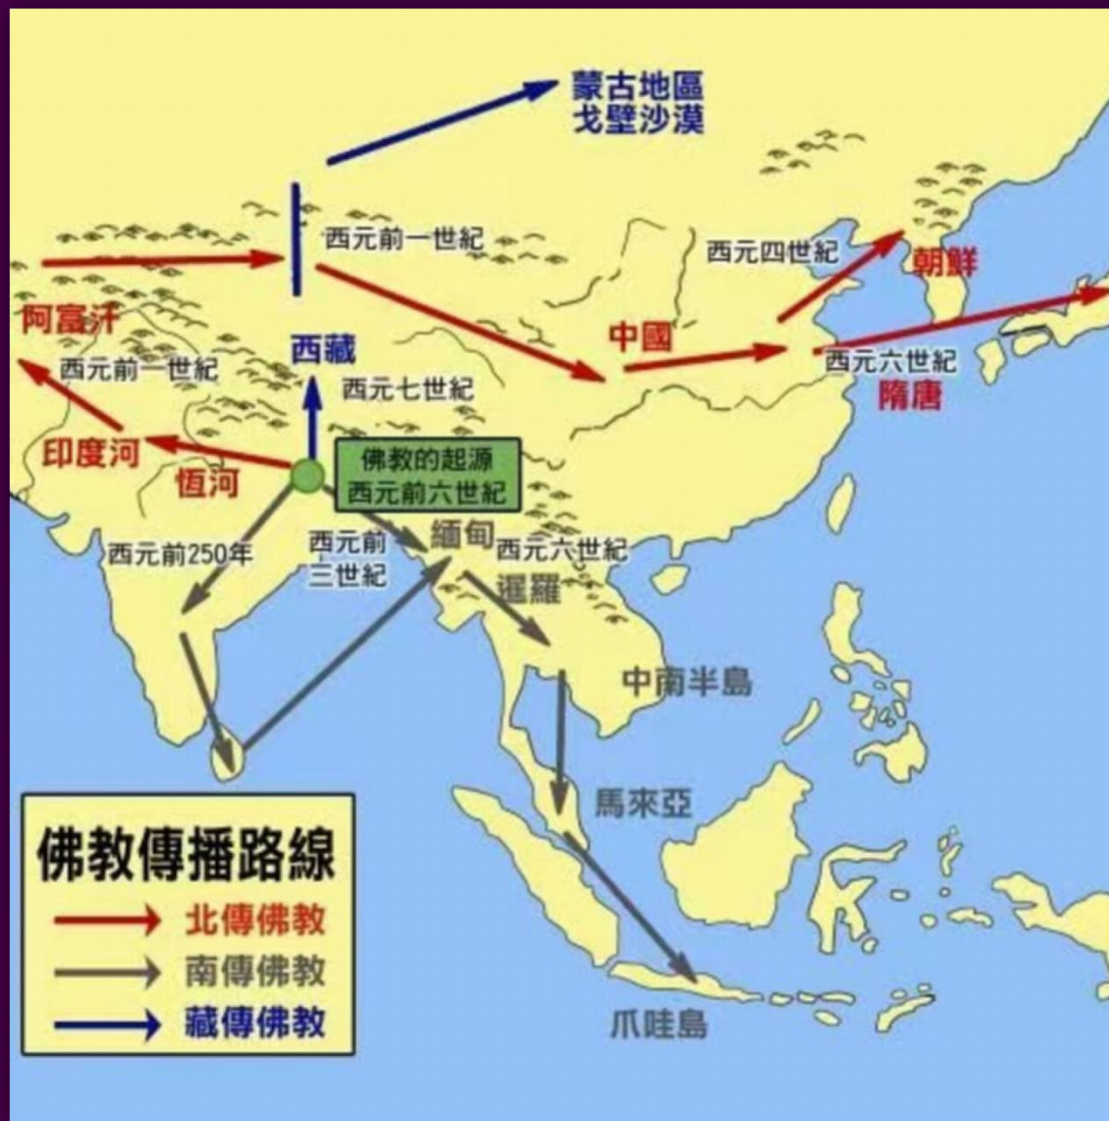 蒙古地區
戈壁沙漠
西元前一世紀
西元四世紀
朝鮮
阿富汗
中國
西藏
西元前一世紀
西元七世紀
西元六世紀
隋唐
印度河
恆河
佛教的起源
西元前六世紀
緬甸
西元前250年
西元前
三世紀
西元六世紀
暹羅
中南半島
馬來亞
爪哇島
佛教傳播路線
北傳佛教
南傳佛教
藏傳佛教